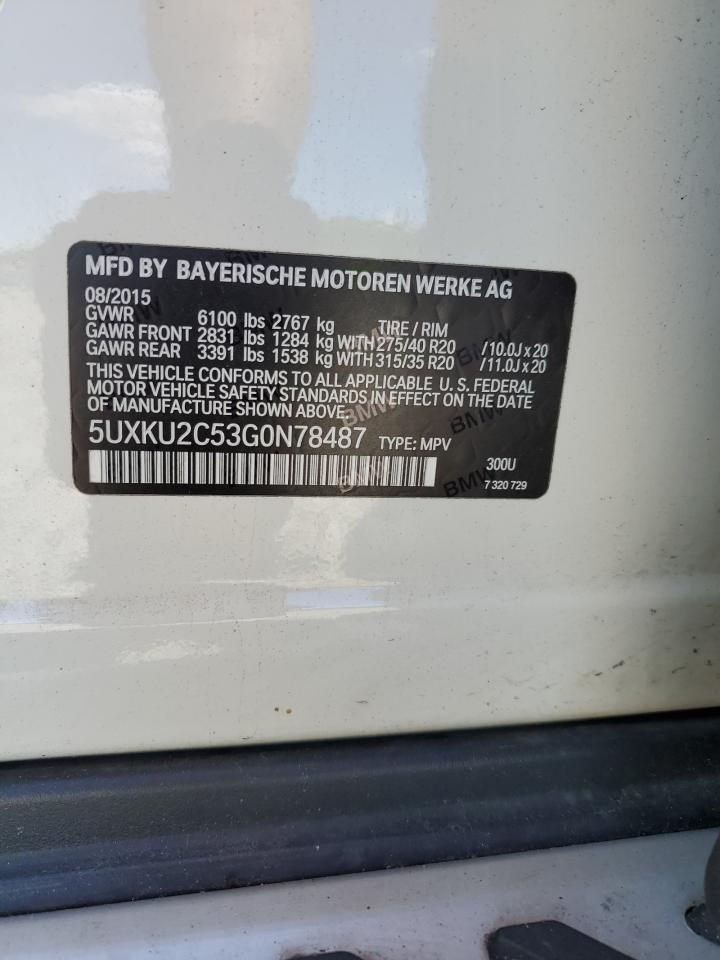 MFD BY BAYERISCHE MOTOREN WERKE AG
08/2015
GVWR 6100 lbs 2767 kg TIRE / RIM
GAWR FRONT 2831 lbs 1284 kg WITH 275/40 R20 /10.0J x 20
GAWR REAR 3391 lbs 1538 kg WITH 315/35 R20 /11.0J x 20
THIS VEHICLE CONFORMS TO ALL APPLICABLE U.S. FEDERAL
MOTOR VEHICLE SAFETY STANDARDS IN EFFECT ON THE DATE
OF MANUFACTURE SHOWN ABOVE.
5UXKU2C53G0N78487 TYPE: MPV
300U
7 320 729
BMW
BMW